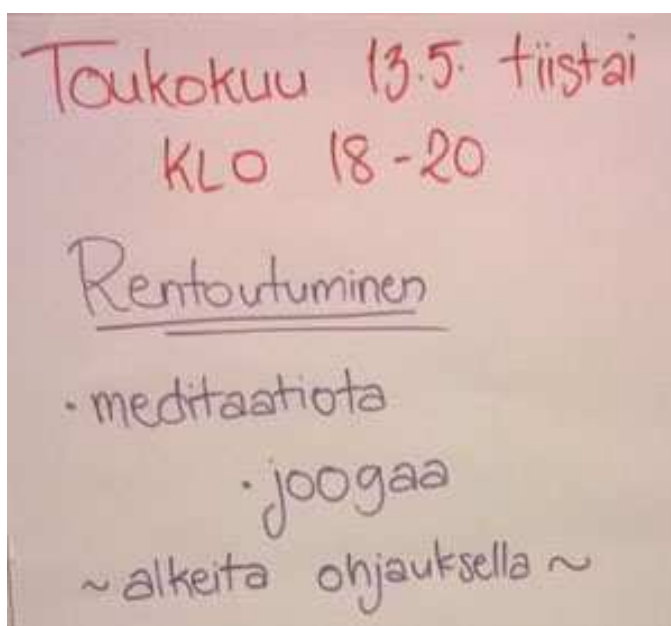 Toukokuu 13.5. tiistai
KLO 18-20
Rentoutuminen
· meditaatiota
· joogaa
~ alkeita ohjauksella ~